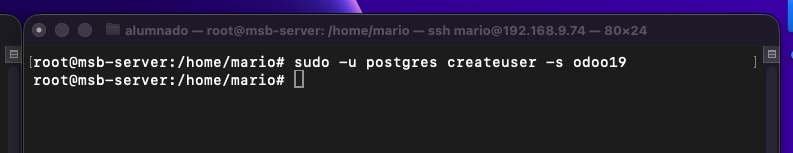 alumnado — root@msb-server: /home/mario — ssh mario@192.168.9.74 — 80×24
[root@msb-server:/home/mario# sudo -u postgres createuser -s odoo19 ]
root@msb-server:/home/mario#